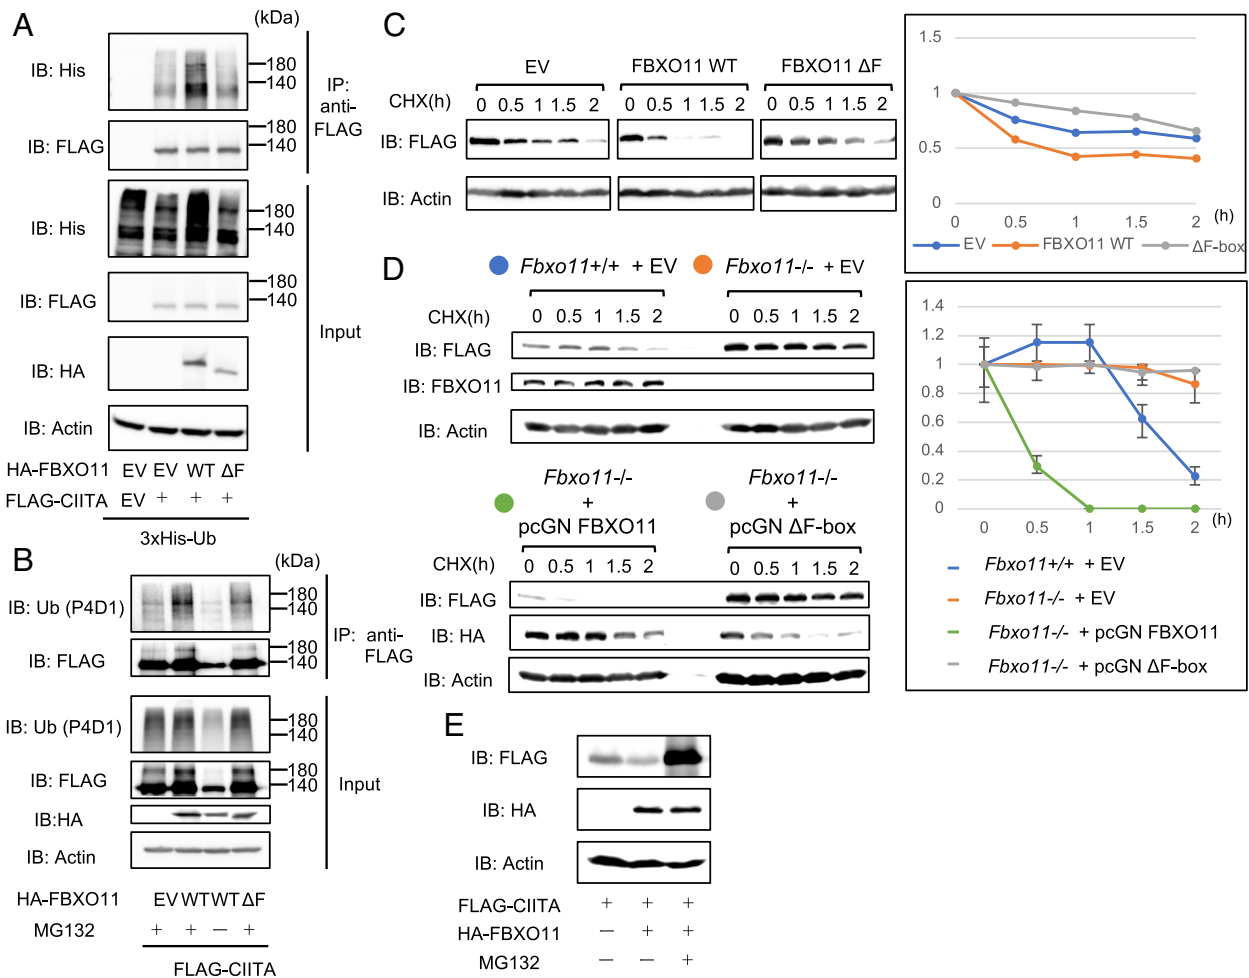 A
(kDa)
IB: His
180
140
IB: FLAG
180
140
IP:
anti-
FLAG
IB: His
180
140
IB: FLAG
180
140
IB: HA
IB: Actin
Input
HA-FBXO11 EV EV WT ΔF
FLAG-CIITA EV + + +
3xHis-Ub
B
(kDa)
IB: Ub (P4D1)
180
140
IB: FLAG
180
140
IP: anti-
FLAG
IB: Ub (P4D1)
180
140
IB: FLAG
180
140
IB:HA
IB: Actin
Input
HA-FBXO11 EV WT WT ΔF
MG132 + + − +
FLAG-CIITA
C
EV FBXO11 WT FBXO11 ΔF
CHX(h) 0 0.5 1 1.5 2 0 0.5 1 1.5 2 0 0.5 1 1.5 2
IB: FLAG
IB: Actin
1.5
1
0.5
0
0 0.5 1 1.5 2 (h)
EV FBXO11 WT ΔF-box
D
Fbxo11+/+ + EV Fbxo11-/- + EV
CHX(h) 0 0.5 1 1.5 2 0 0.5 1 1.5 2
IB: FLAG
IB: FBXO11
IB: Actin
Fbxo11-/- Fbxo11-/-
+ +
pcGN FBXO11 pcGN ΔF-box
CHX(h) 0 0.5 1 1.5 2 0 0.5 1 1.5 2
IB: FLAG
IB: HA
IB: Actin
1.4
1.2
1
0.8
0.6
0.4
0.2
0
0 0.5 1 1.5 2 (h)
Fbxo11+/+ + EV
Fbxo11-/- + EV
Fbxo11-/- + pcGN FBXO11
Fbxo11-/- + pcGN ΔF-box
E
IB: FLAG
IB: HA
IB: Actin
FLAG-CIITA + + +
HA-FBXO11 − + +
MG132 − − +